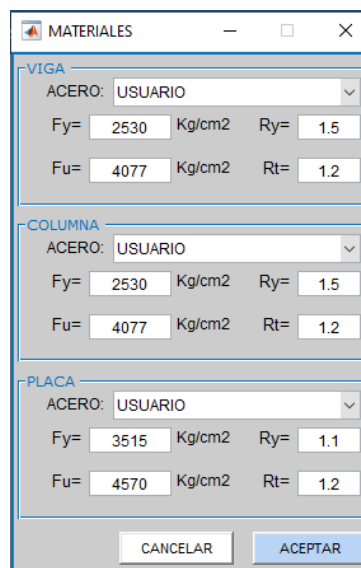 MATERIALES
VIGA
ACERO: USUARIO
Fy= 2530 Kg/cm2 Ry= 1.5
Fu= 4077 Kg/cm2 Rt= 1.2
COLUMNA
ACERO: USUARIO
Fy= 2530 Kg/cm2 Ry= 1.5
Fu= 4077 Kg/cm2 Rt= 1.2
PLACA
ACERO: USUARIO
Fy= 3515 Kg/cm2 Ry= 1.1
Fu= 4570 Kg/cm2 Rt= 1.2
CANCELAR ACEPTAR